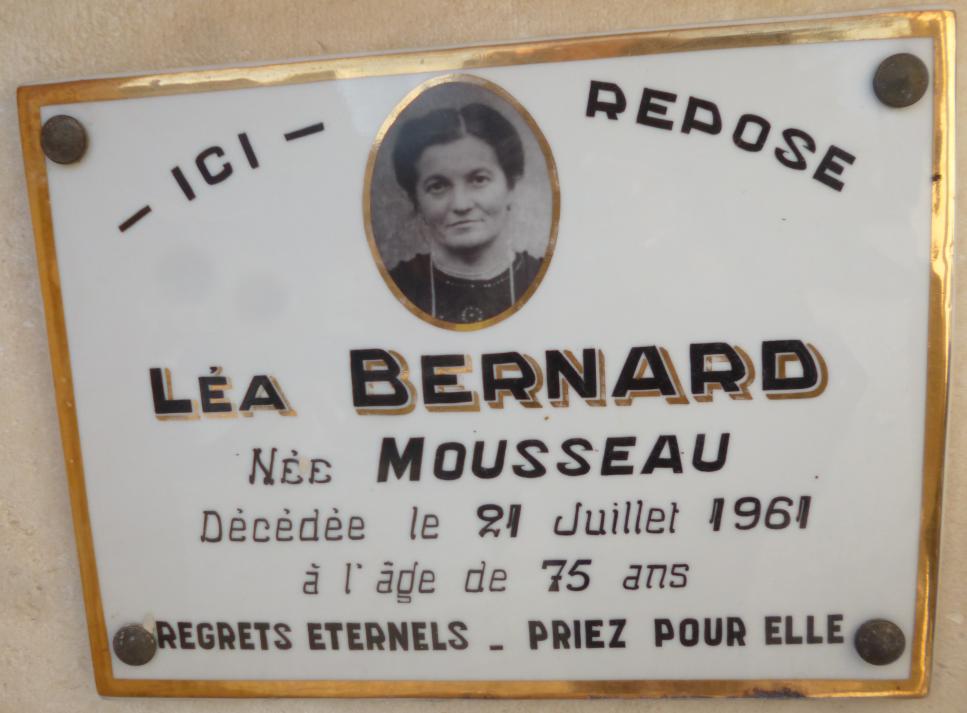 — ICI — REPOSE
LÉA BERNARD
NÉE MOUSSEAU
Décédée le 21 Juillet 1961
à l'âge de 75 ans
REGRETS ETERNELS _ PRIEZ POUR ELLE